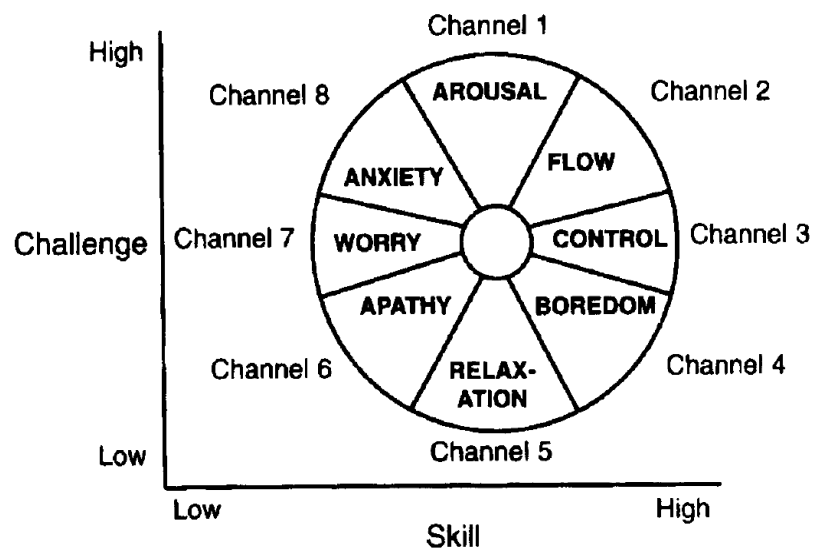 Channel 1
High
Channel 8
AROUSAL
Channel 2
ANXIETY
FLOW
Challenge
Channel 7
WORRY
CONTROL
Channel 3
APATHY
BOREDOM
Channel 6
RELAX-
ATION
Channel 4
Low
Channel 5
Low
High
Skill